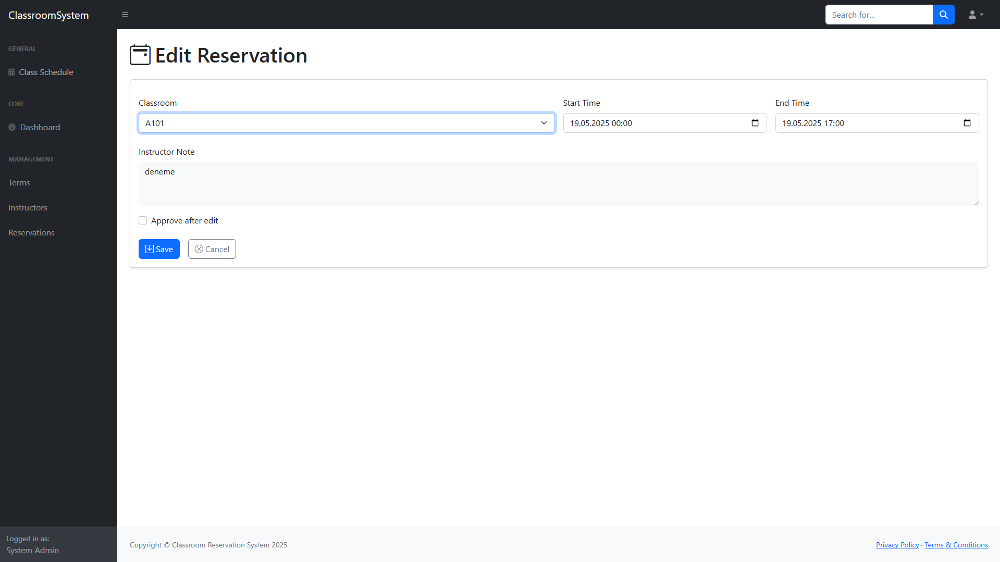 ClassroomSystem
Search for...
GENERAL
Class Schedule
CORE
Dashboard
MANAGEMENT
Terms
Instructors
Reservations
Logged in as:
System Admin
Edit Reservation
Classroom
A101
Start Time
19.05.2025 00:00
End Time
19.05.2025 17:00
Instructor Note
deneme
Approve after edit
Save
Cancel
Copyright © Classroom Reservation System 2025
Privacy Policy · Terms & Conditions